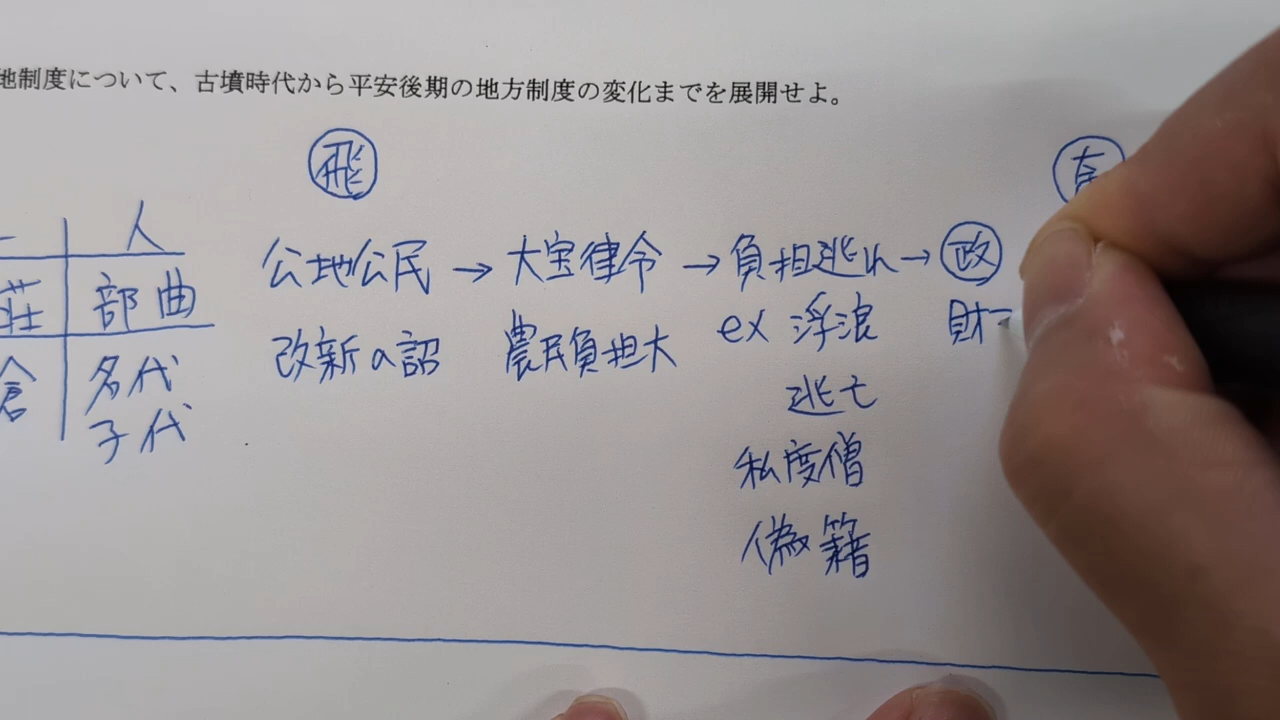 地制度について、古墳時代から平安後期の地方制度の変化までを展開せよ。
飛
人
荘 部曲
倉 名代
子代
公地公民 → 大宝律令 → 負担逃れ → 政
改新の詔 農民負担大 ex 浮浪 財
逃亡
私度僧
偽籍